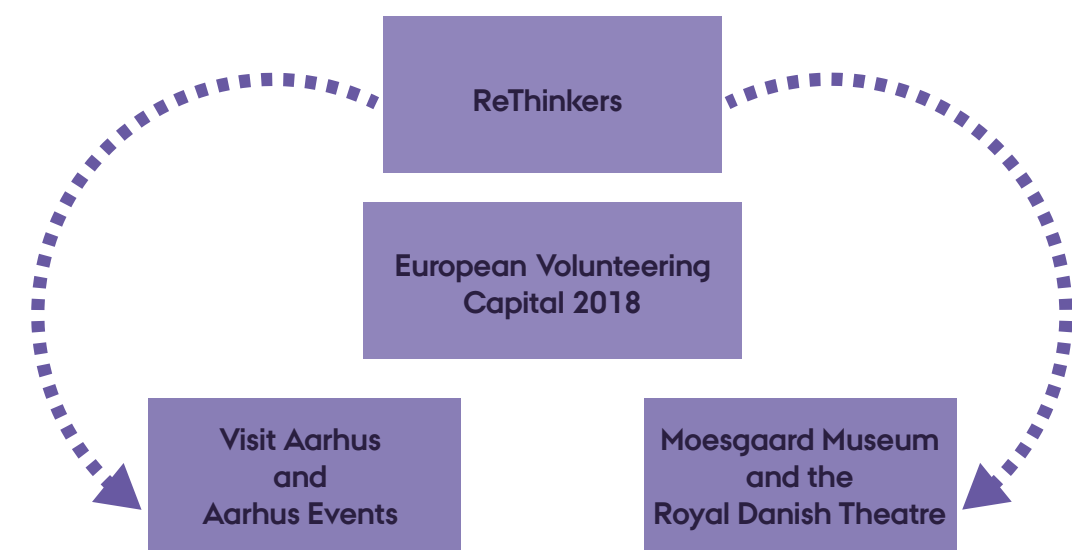 ReThinkers
European Volunteering
Capital 2018
Visit Aarhus
and
Aarhus Events
Moesgaard Museum
and the
Royal Danish Theatre